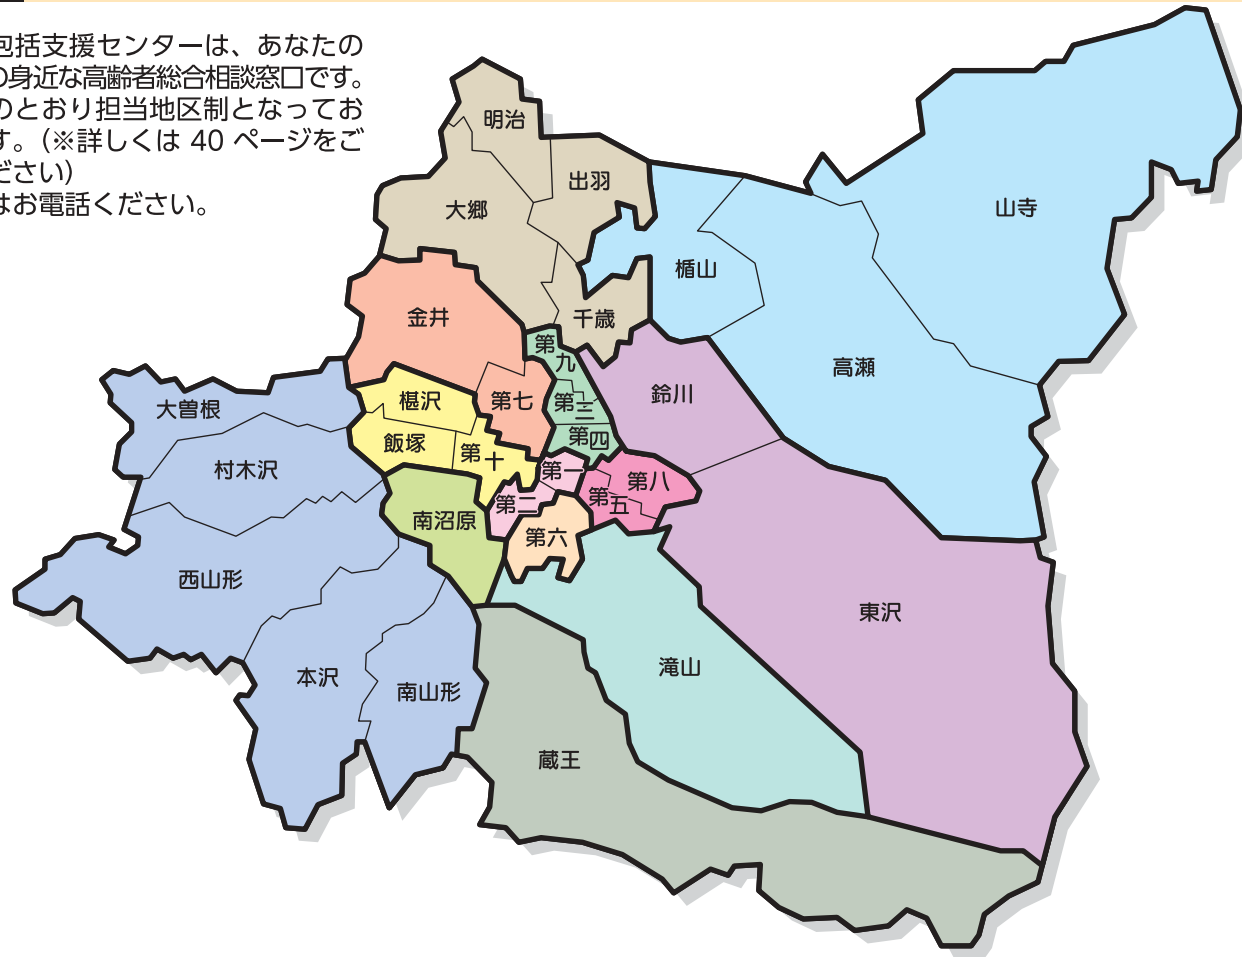 包括支援センターは、あなたの
の身近な高齢者総合相談窓口です。
のとおり担当地区制となってお
す。(※詳しくは 40 ページをご
ださい)
はお電話ください。
明治
出羽
大郷
山寺
楯山
金井
千歳
第九
高瀬
鈴川
大曽根
椹沢
第七
第三
飯塚
第十
第四
村木沢
第一
第八
第二
第五
南沼原
第六
西山形
東沢
本沢
南山形
滝山
蔵王